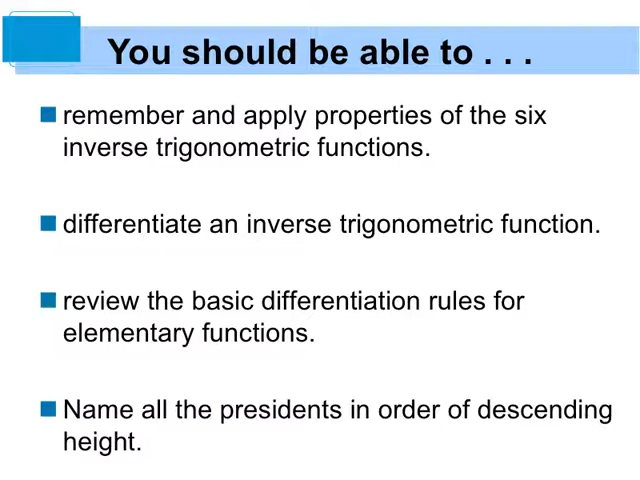 You should be able to . . .
remember and apply properties of the six
inverse trigonometric functions.
differentiate an inverse trigonometric function.
review the basic differentiation rules for
elementary functions.
Name all the presidents in order of descending
height.